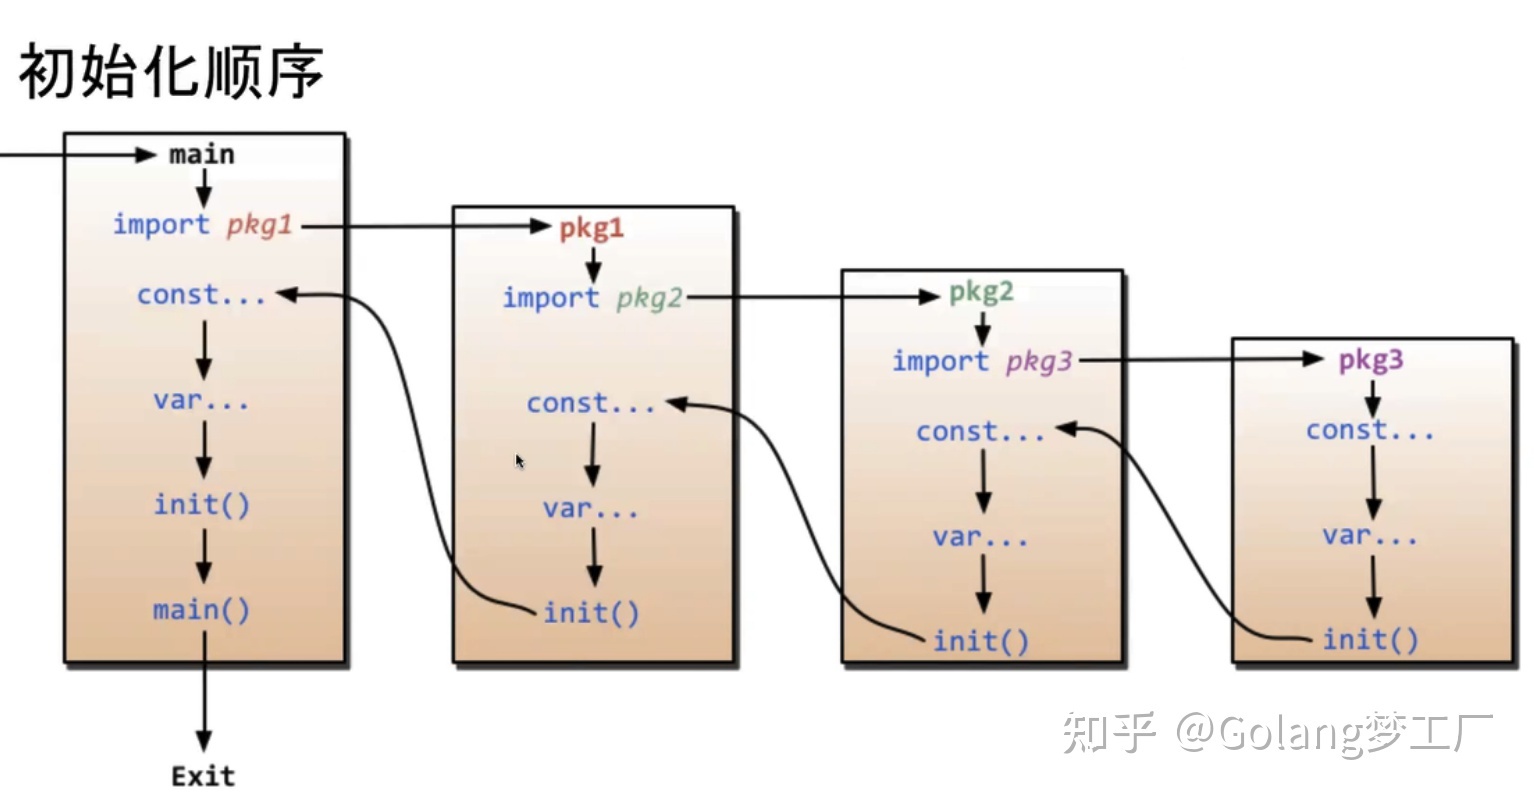 初始化顺序
main
import pkg1
const...
var...
init()
main()
Exit
pkg1
import pkg2
const...
var...
init()
pkg2
import pkg3
const...
var...
init()
pkg3
const...
var...
init()
知乎 @Golang梦工厂